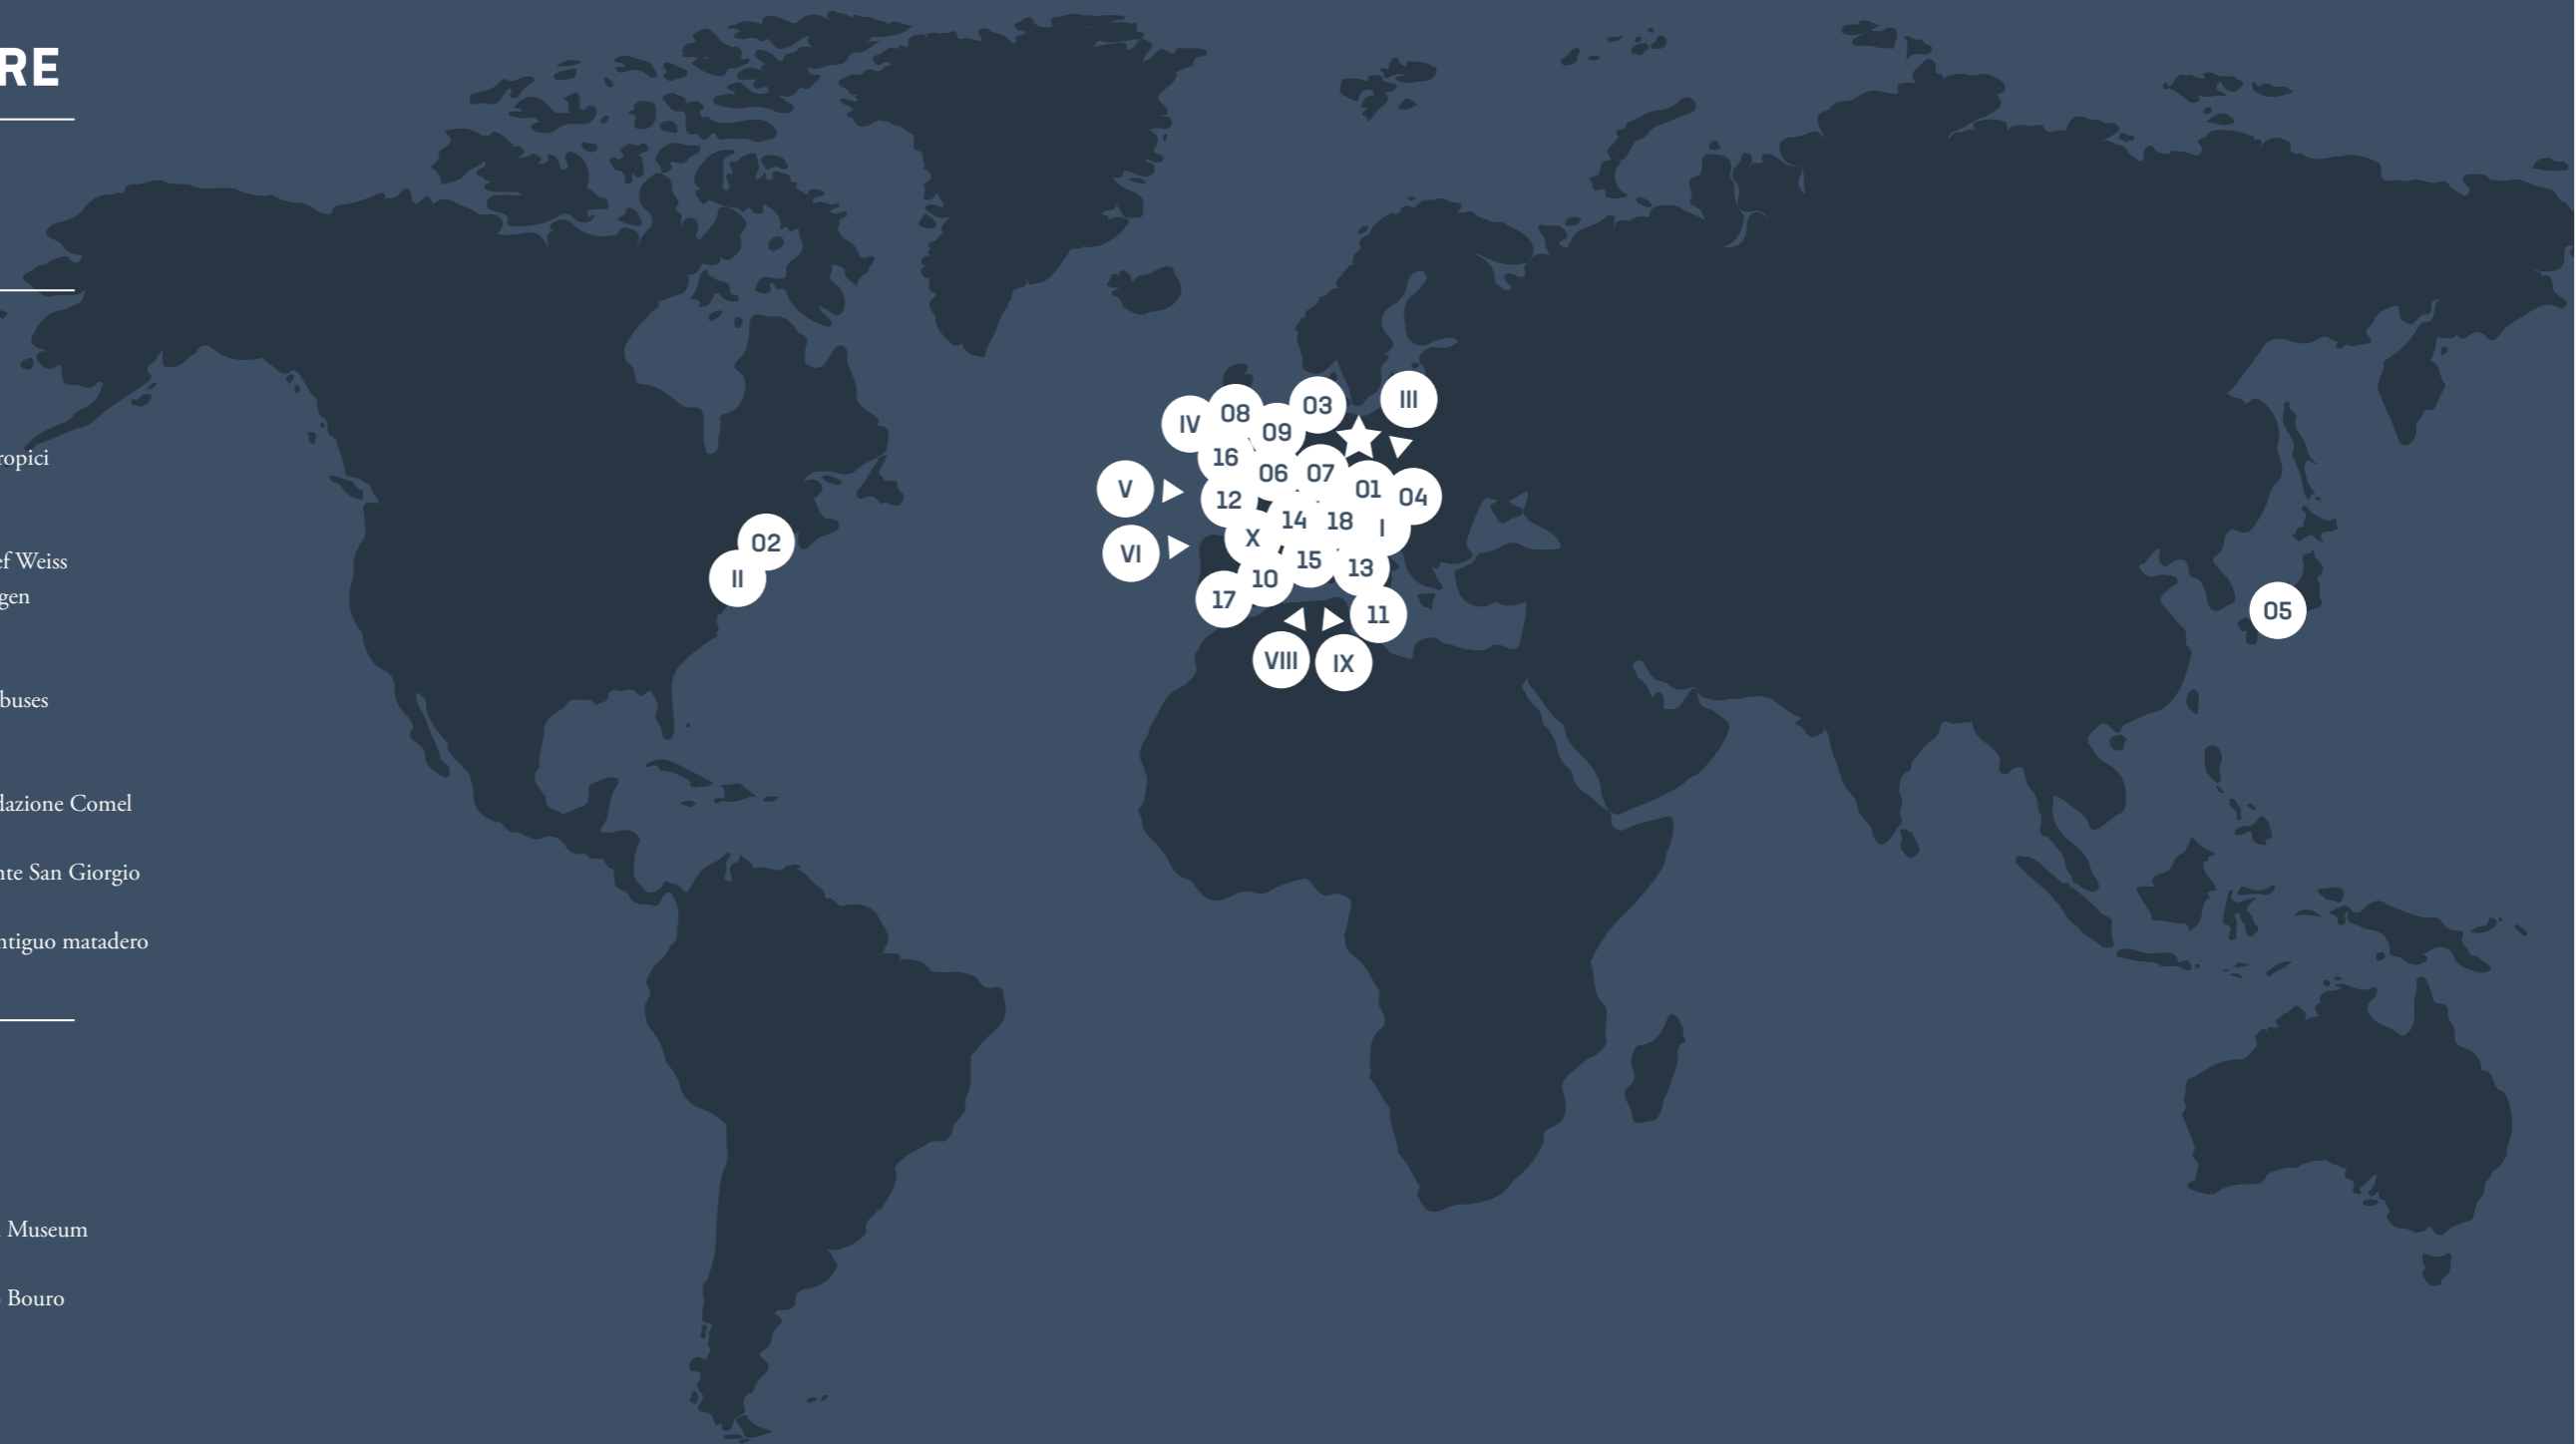 RE
ropici
ef Weiss
gen
buses
dazione Comel
nte San Giorgio
ntiguo matadero
Museum
Bouro
III
03
08
IV
09
16
06
07
01
04
V
12
14
18
I
X
VI
15
13
10
17
11
VIII
IX
02
II
05